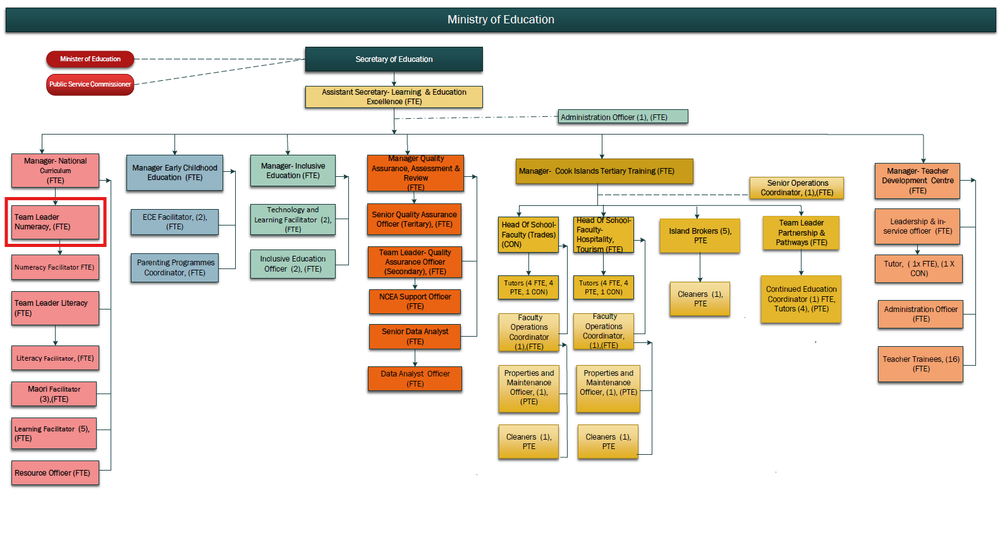 Ministry of Education
Minister of Education
Secretary of Education
Public Service Commissioner
Assistant Secretary- Learning & Education
Excellence (FTE)
Administration Officer (1), (FTE)
Manager- National
Curriculum
(FTE)
Team Leader
Numeracy, (FTE)
Numeracy Facilitator FTE)
Team Leader Literacy
(FTE)
Literacy Facilitator, (FTE)
Maori Facilitator
(3),(FTE)
Learning Facilitator (5),
(FTE)
Resource Officer (FTE)
Manager Early Childhood
Education (FTE)
ECE Facilitator, (2),
(FTE)
Parenting Programmes
Coordinator, (FTE)
Manager- Inclusive
Education (FTE)
Technology and
Learning Facilitator (2),
(FTE)
Inclusive Education
Officer (2), (FTE)
Manager Quality
Assurance, Assessment &
Review
(FTE)
Senior Quality Assurance
Officer (Teritary), (FTE)
Team Leader- Quality
Assurance Officer
(Secondary), (FTE)
NCEA Support Officer
(FTE)
Senior Data Analyst
(FTE)
Data Analyst Officer
(FTE)
Manager- Cook Islands Tertiary Training (FTE)
Senior Operations
Coordinator, (1),(FTE)
Head Of School-
Faculty (Trades)
(CON)
Tutors (4 FTE, 4
PTE, 1 CON)
Faculty
Operations
Coordinator
(1),(FTE)
Properties and
Maintenance
Officer, (1),
(PTE)
Cleaners (1),
PTE
Head Of School-
Faculty-
Hospitality,
Tourism (FTE)
Tutors (4 FTE, 4
PTE, 1 CON)
Faculty
Operations
Coordinator,
(1),(FTE)
Properties and
Maintenance
Officer, (1), (PTE)
Cleaners (1),
PTE
Island Brokers (5),
PTE
Cleaners (1),
PTE
Team Leader
Partnership &
Pathways (FTE)
Continued Education
Coordinator (1) FTE,
Tutors (4), (PTE)
Manager- Teacher
Development Centre
(FTE)
Leadership & in-
service officer (FTE)
Tutor, ( 1x FTE), (1 X
CON)
Administration Officer
(FTE)
Teacher Trainees, (16)
(FTE)